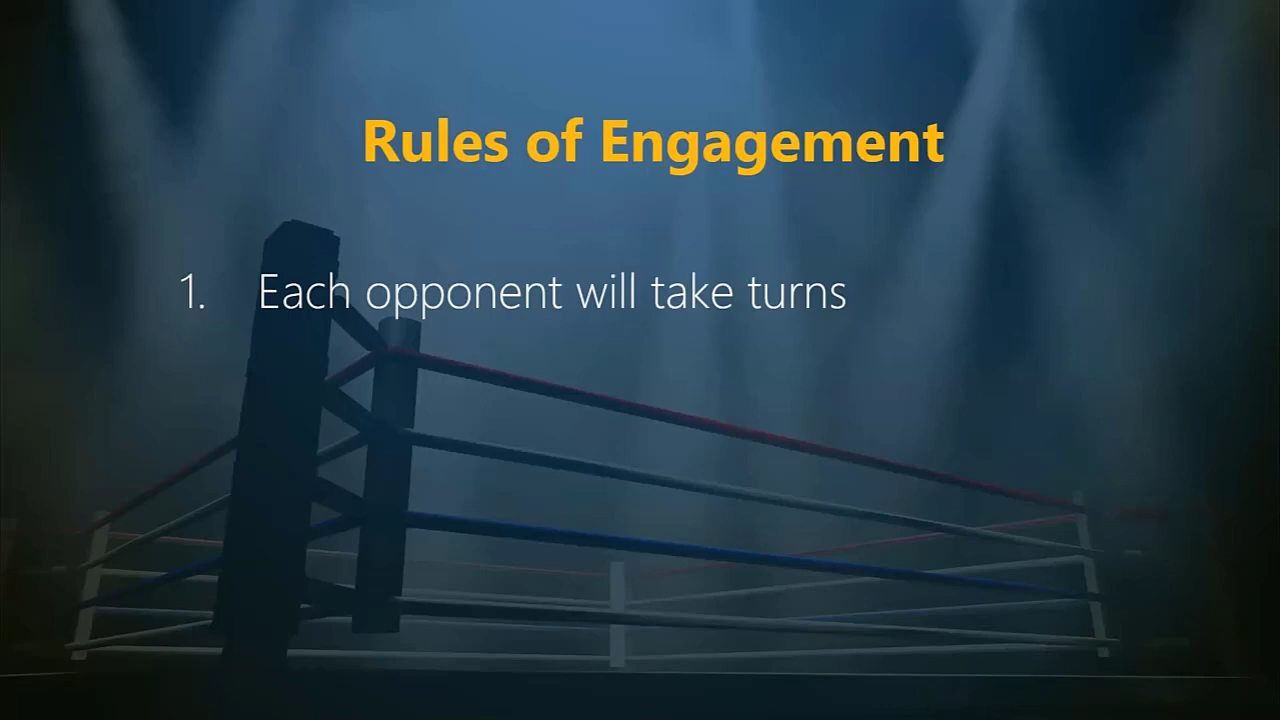 Rules of Engagement
1. Each opponent will take turns